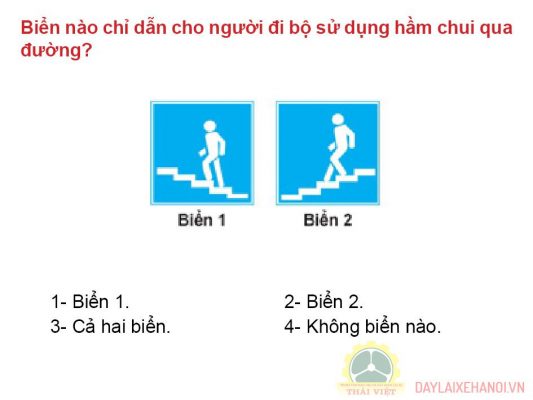 Biển nào chỉ dẫn cho người đi bộ sử dụng hầm chui qua
đường?
Biển 1 Biển 2
1- Biển 1. 2- Biển 2.
3- Cả hai biển. 4- Không biển nào.
THÁI VIỆT
DAYLAIXEHANOI.VN